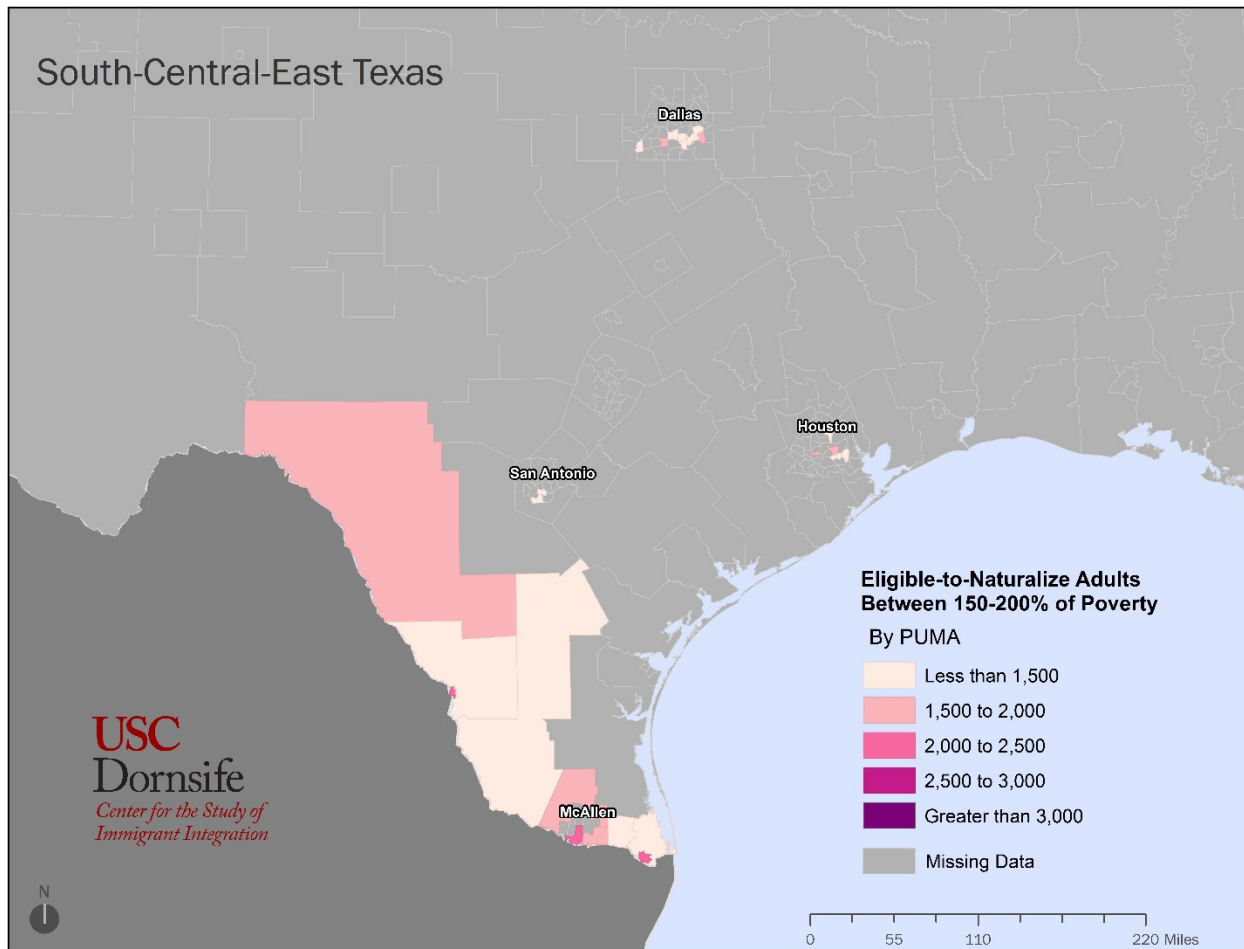 South-Central-East Texas
Dallas
Houston
San Antonio
McAllen
Eligible-to-Naturalize Adults
Between 150-200% of Poverty
By PUMA
Less than 1,500
1,500 to 2,000
2,000 to 2,500
2,500 to 3,000
Greater than 3,000
Missing Data
USC
Dornsife
Center for the Study of
Immigrant Integration
N
0 55 110 220 Miles